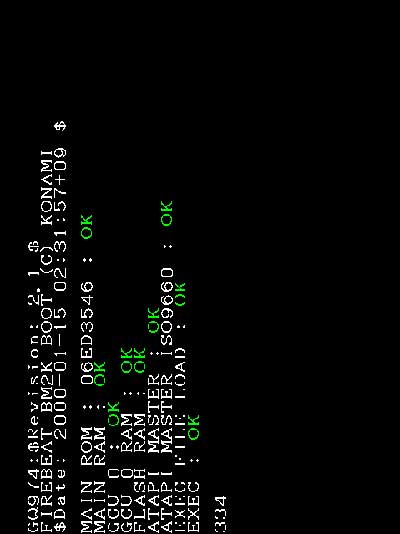 GQ974:$Revision: 2.1 $
FIREBEAT BM2K BOOT (C) KONAMI
$Date: 2000-01-15 02:31:57+09 $
MAIN ROM : 06ED3546 : OK
MAIN RAM : OK
GCU 0 : OK
GCU 0 RAM : OK
FLASH RAM : OK
ATAPI MASTER : OK
ATAPI MASTER ISO9660 : OK
EXEC FILE LOAD : OK
EXEC : OK
334